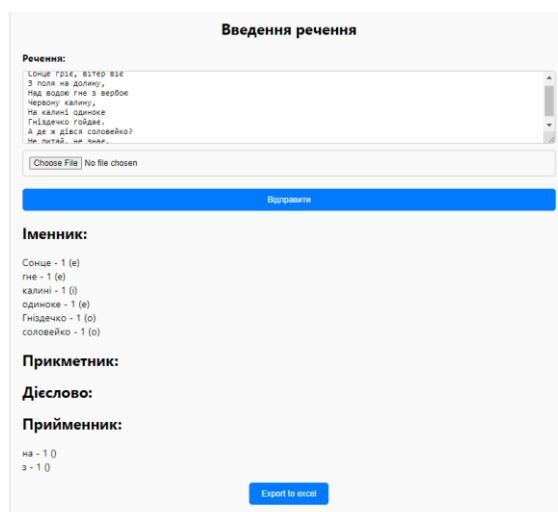 Введення речення
Речення:
Сонце гріє, вітер віє
З поля на долину,
Над водою гне з вербою
Червону калину,
На калині одиноке
Гніздечко гойдає.
А де ж дівся соловейко?
Не питай, не знає.
Choose File No file chosen
Відправити
Іменник:
Сонце - 1 (е)
гне - 1 (е)
калині - 1 (і)
одиноке - 1 (е)
Гніздечко - 1 (о)
соловейко - 1 (о)
Прикметник:
Дієслово:
Прийменник:
на - 1 ()
з - 1 ()
Export to excel